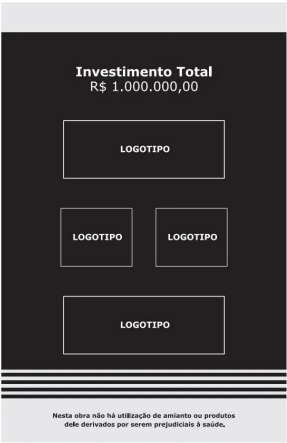 Investimento Total
R$ 1.000.000,00
LOGOTIPO
LOGOTIPO LOGOTIPO
LOGOTIPO
Nesta obra não há utilização de amianto ou produtos
dele derivados por serem prejudiciais à saúde.